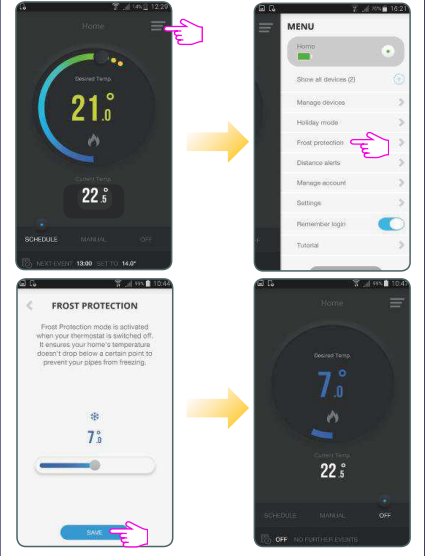 14% 12:29
Home
Desired Temp.
21.0°
Current Temp.
22.5°
SCHEDULE MANUAL OFF
NEXT EVENT 13:00 SET TO 14.0°
76% 16:21
MENU
Home
Show all devices (2)
Manage devices
Holiday mode
Frost protection
Distance alerts
Manage account
Settings
Remember login
Tutorial
10:44
FROST PROTECTION
Frost Protection mode is activated
when your thermostat is switched off.
It ensures your home's temperature
doesn't drop below a certain point to
prevent your pipes from freezing.
7.0°
SAVE
10:47
Home
Desired Temp.
7.0°
Current Temp.
22.5°
SCHEDULE MANUAL OFF
OFF NO FURTHER EVENTS